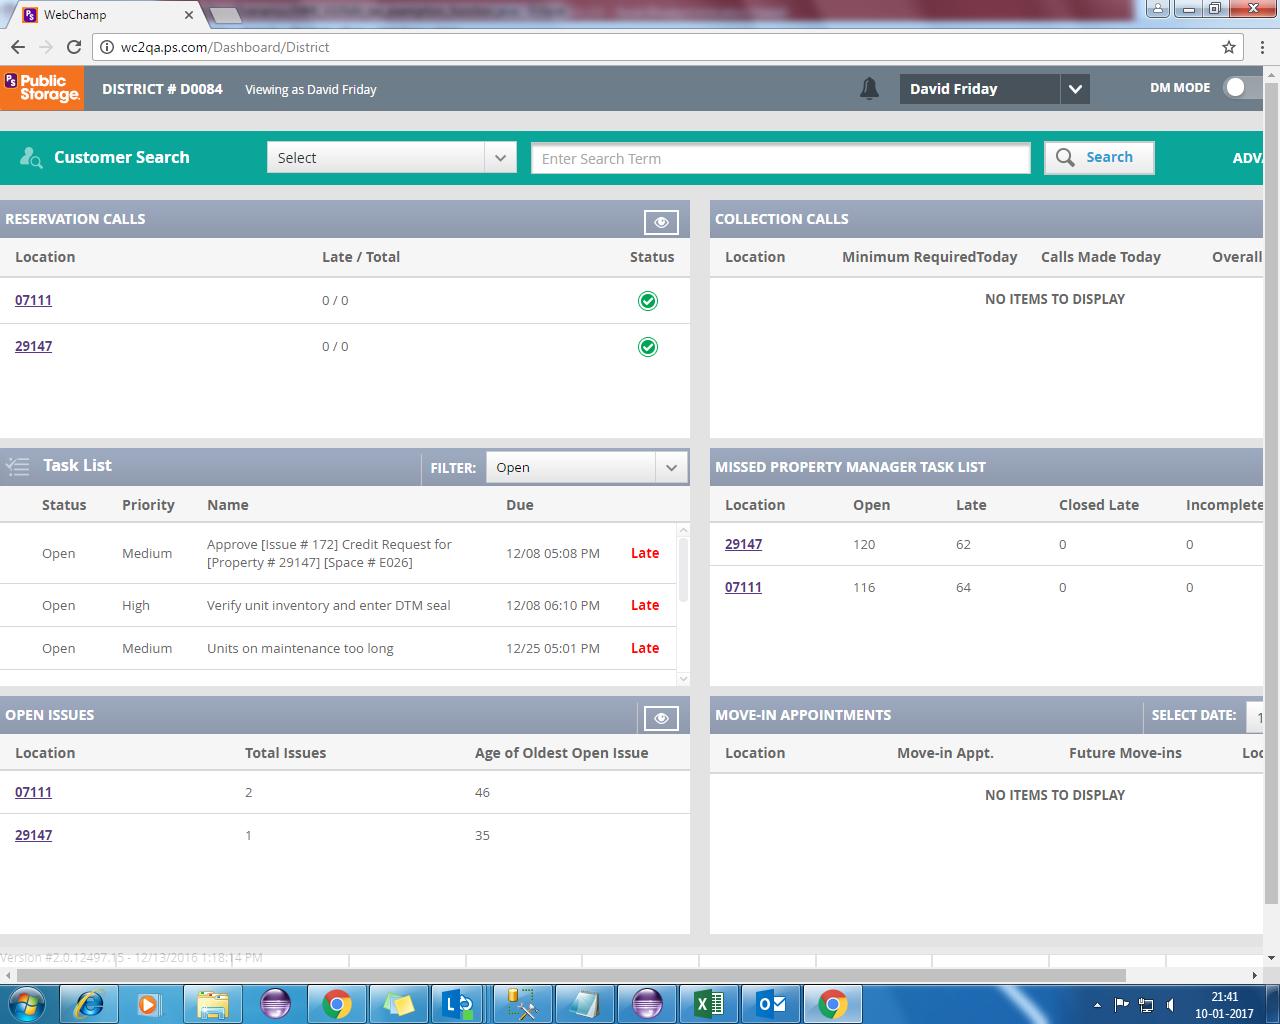 WebChamp
wc2qa.ps.com/Dashboard/District
PS Public Storage. DISTRICT # D0084 Viewing as David Friday David Friday DM MODE
Customer Search Select Enter Search Term Search ADV
RESERVATION CALLS
Location Late / Total Status
07111 0 / 0
29147 0 / 0
COLLECTION CALLS
Location Minimum RequiredToday Calls Made Today Overall
NO ITEMS TO DISPLAY
Task List FILTER: Open
Status Priority Name Due
Open Medium Approve [Issue # 172] Credit Request for 12/08 05:08 PM Late
[Property # 29147] [Space # E026]
Open High Verify unit inventory and enter DTM seal 12/08 06:10 PM Late
Open Medium Units on maintenance too long 12/25 05:01 PM Late
MISSED PROPERTY MANAGER TASK LIST
Location Open Late Closed Late Incomplete
29147 120 62 0 0
07111 116 64 0 0
OPEN ISSUES
Location Total Issues Age of Oldest Open Issue
07111 2 46
29147 1 35
MOVE-IN APPOINTMENTS SELECT DATE: 1
Location Move-in Appt. Future Move-ins Loc
NO ITEMS TO DISPLAY
Version #2.0.12497.15 - 12/13/2016 1:18:14 PM
21:41
10-01-2017